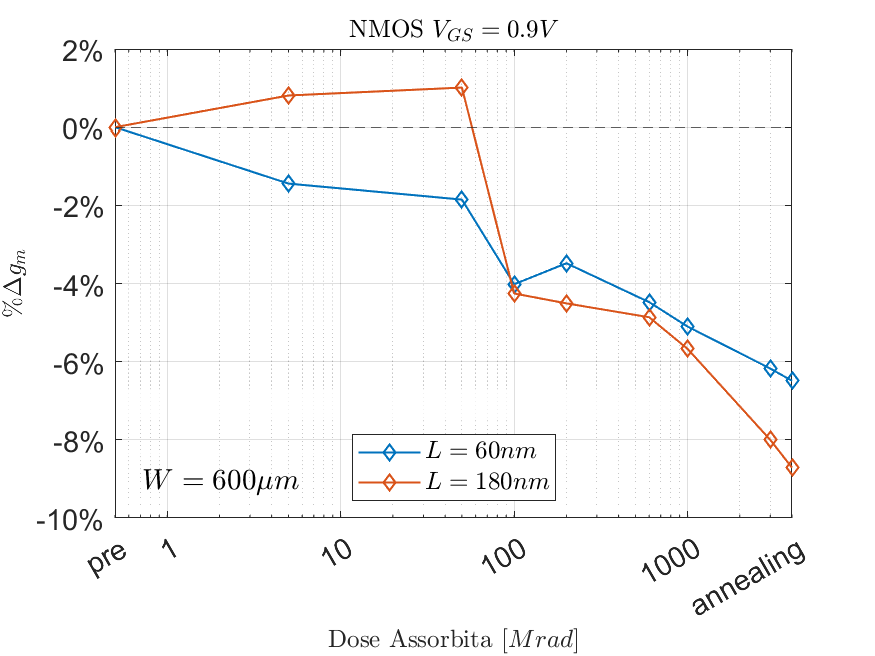 NMOS V_GS = 0.9V
2%
0%
-2%
-4%
-6%
-8%
-10%
%Δg_m
W = 600μm
L = 60nm
L = 180nm
pre 1 10 100 1000 annealing
Dose Assorbita [Mrad]